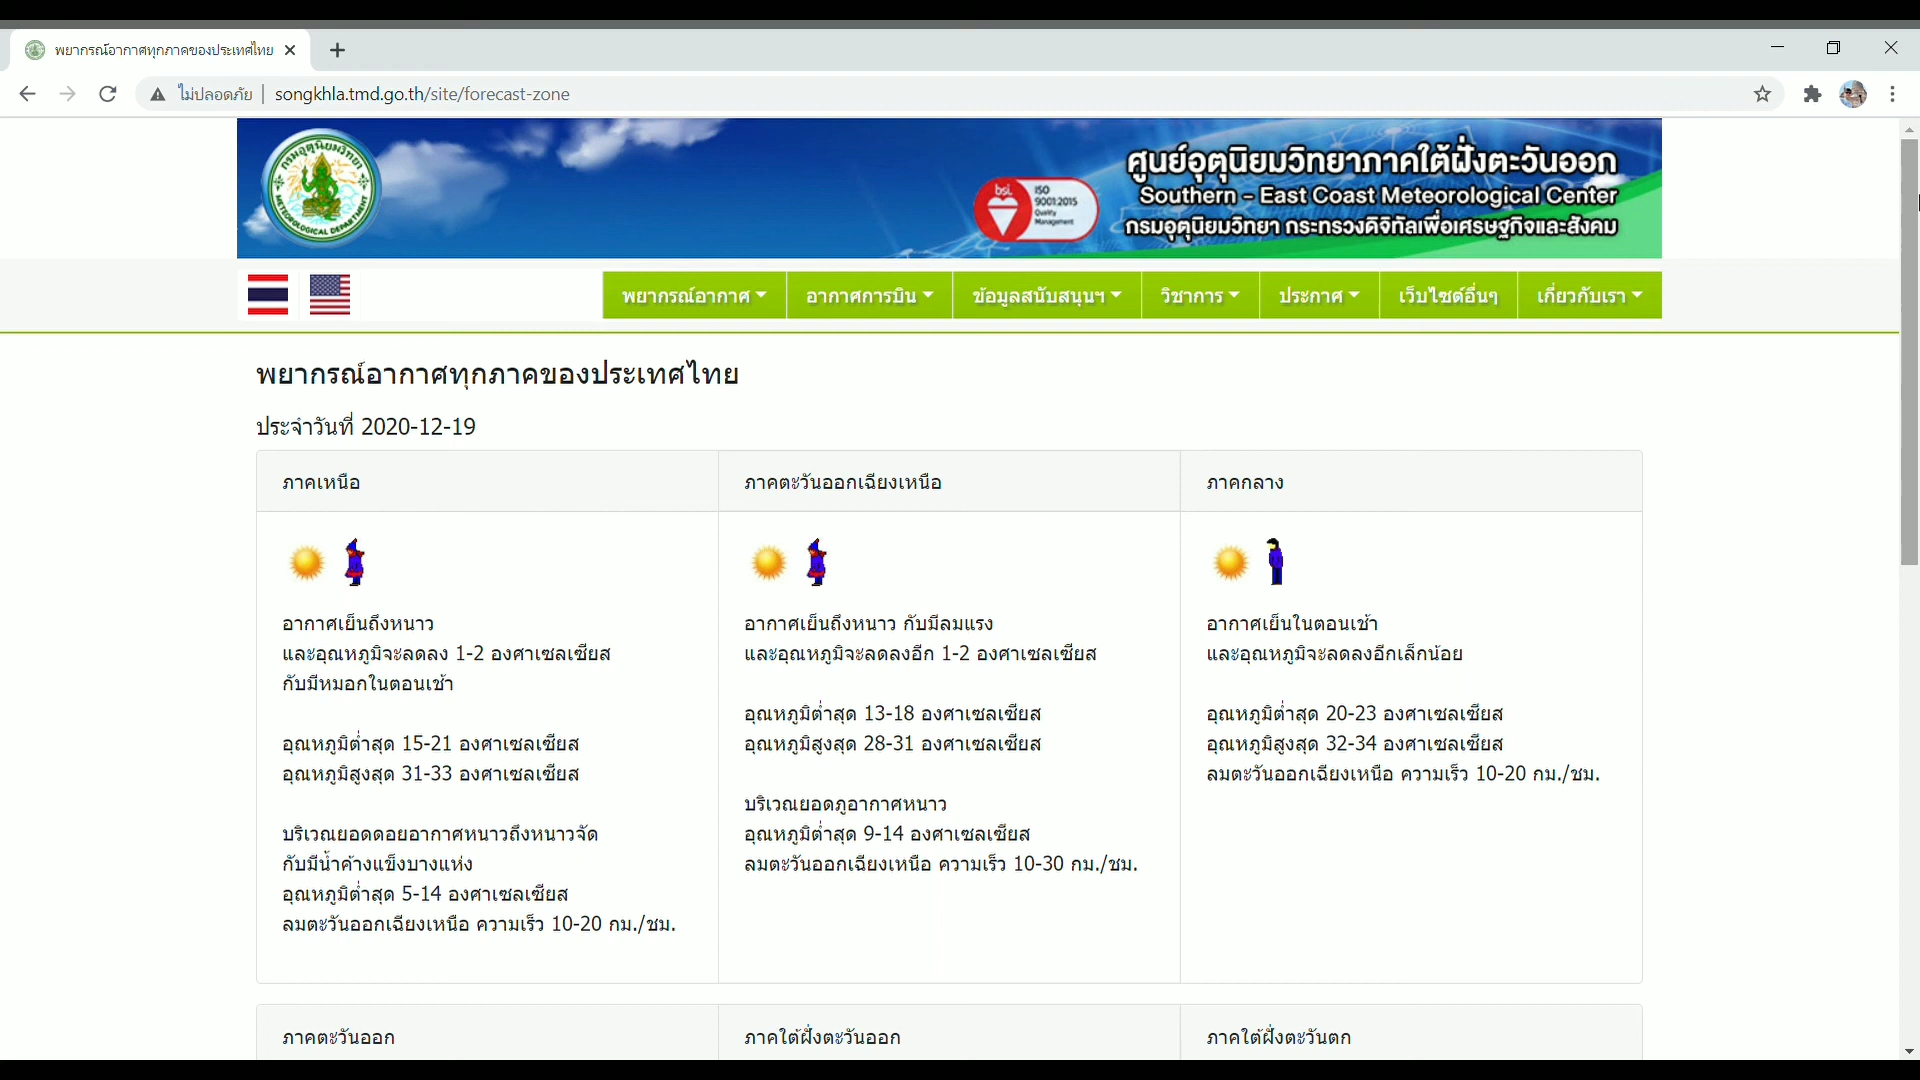 พยากรณ์อากาศทุกภาคของประเทศไทย
ไม่ปลอดภัย | songkhla.tmd.go.th/site/forecast-zone
กรมอุตุนิยมวิทยา
METEOROLOGICAL DEPARTMENT
bsi. ISO 9001:2015 Quality Management
ศูนย์อุตุนิยมวิทยาภาคใต้ฝั่งตะวันออก
Southern – East Coast Meteorological Center
กรมอุตุนิยมวิทยา กระทรวงดิจิทัลเพื่อเศรษฐกิจและสังคม
พยากรณ์อากาศ อากาศการบิน ข้อมูลสนับสนุนฯ วิชาการ ประกาศ เว็บไซต์อื่นๆ เกี่ยวกับเรา
พยากรณ์อากาศทุกภาคของประเทศไทย
ประจำวันที่ 2020-12-19
ภาคเหนือ
อากาศเย็นถึงหนาว
และอุณหภูมิจะลดลง 1-2 องศาเซลเซียส
กับมีหมอกในตอนเช้า
อุณหภูมิต่ำสุด 15-21 องศาเซลเซียส
อุณหภูมิสูงสุด 31-33 องศาเซลเซียส
บริเวณยอดดอยอากาศหนาวถึงหนาวจัด
กับมีน้ำค้างแข็งบางแห่ง
อุณหภูมิต่ำสุด 5-14 องศาเซลเซียส
ลมตะวันออกเฉียงเหนือ ความเร็ว 10-20 กม./ชม.
ภาคตะวันออกเฉียงเหนือ
อากาศเย็นถึงหนาว กับมีลมแรง
และอุณหภูมิจะลดลงอีก 1-2 องศาเซลเซียส
อุณหภูมิต่ำสุด 13-18 องศาเซลเซียส
อุณหภูมิสูงสุด 28-31 องศาเซลเซียส
บริเวณยอดภูอากาศหนาว
อุณหภูมิต่ำสุด 9-14 องศาเซลเซียส
ลมตะวันออกเฉียงเหนือ ความเร็ว 10-30 กม./ชม.
ภาคกลาง
อากาศเย็นในตอนเช้า
และอุณหภูมิจะลดลงอีกเล็กน้อย
อุณหภูมิต่ำสุด 20-23 องศาเซลเซียส
อุณหภูมิสูงสุด 32-34 องศาเซลเซียส
ลมตะวันออกเฉียงเหนือ ความเร็ว 10-20 กม./ชม.
ภาคตะวันออก
ภาคใต้ฝั่งตะวันออก
ภาคใต้ฝั่งตะวันตก